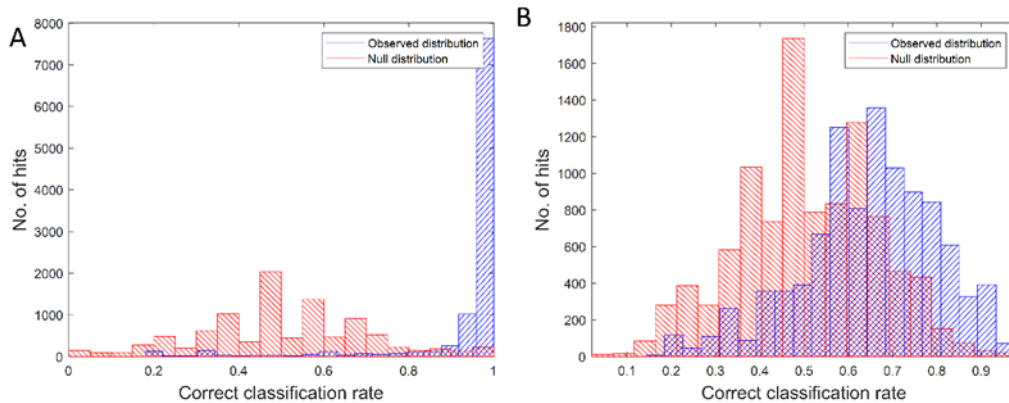 A
8000
7000
6000
5000
4000
3000
2000
1000
0
No. of hits
0 0.2 0.4 0.6 0.8 1
Correct classification rate
Observed distribution
Null distribution
B
1800
1600
1400
1200
1000
800
600
400
200
0
No. of hits
0.1 0.2 0.3 0.4 0.5 0.6 0.7 0.8 0.9
Correct classification rate
Observed distribution
Null distribution